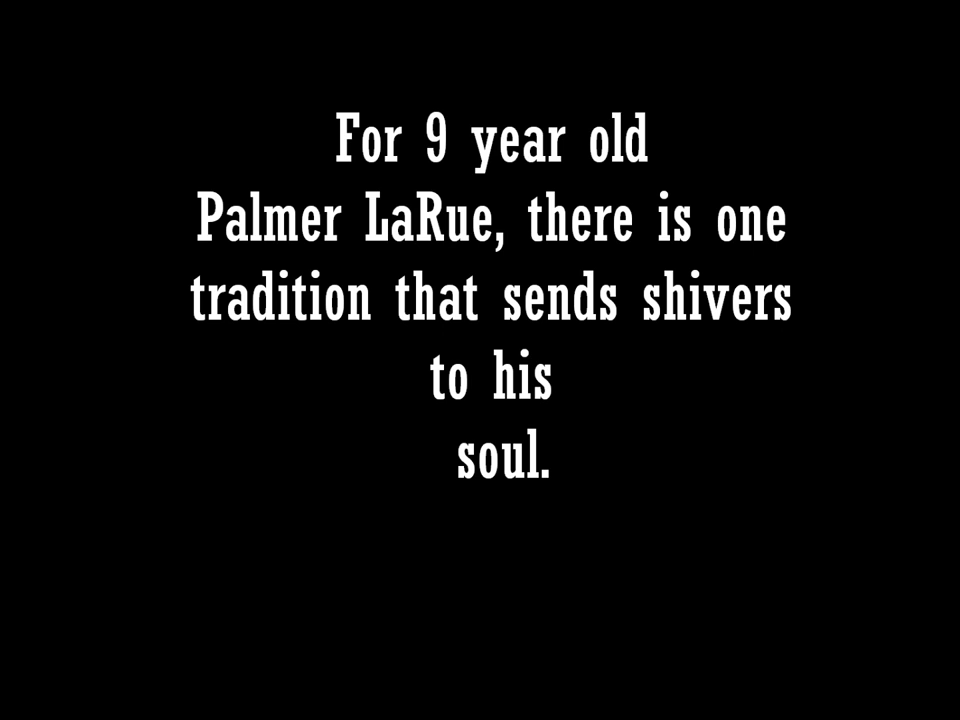 For 9 year old
Palmer LaRue, there is one
tradition that sends shivers
to his
soul.